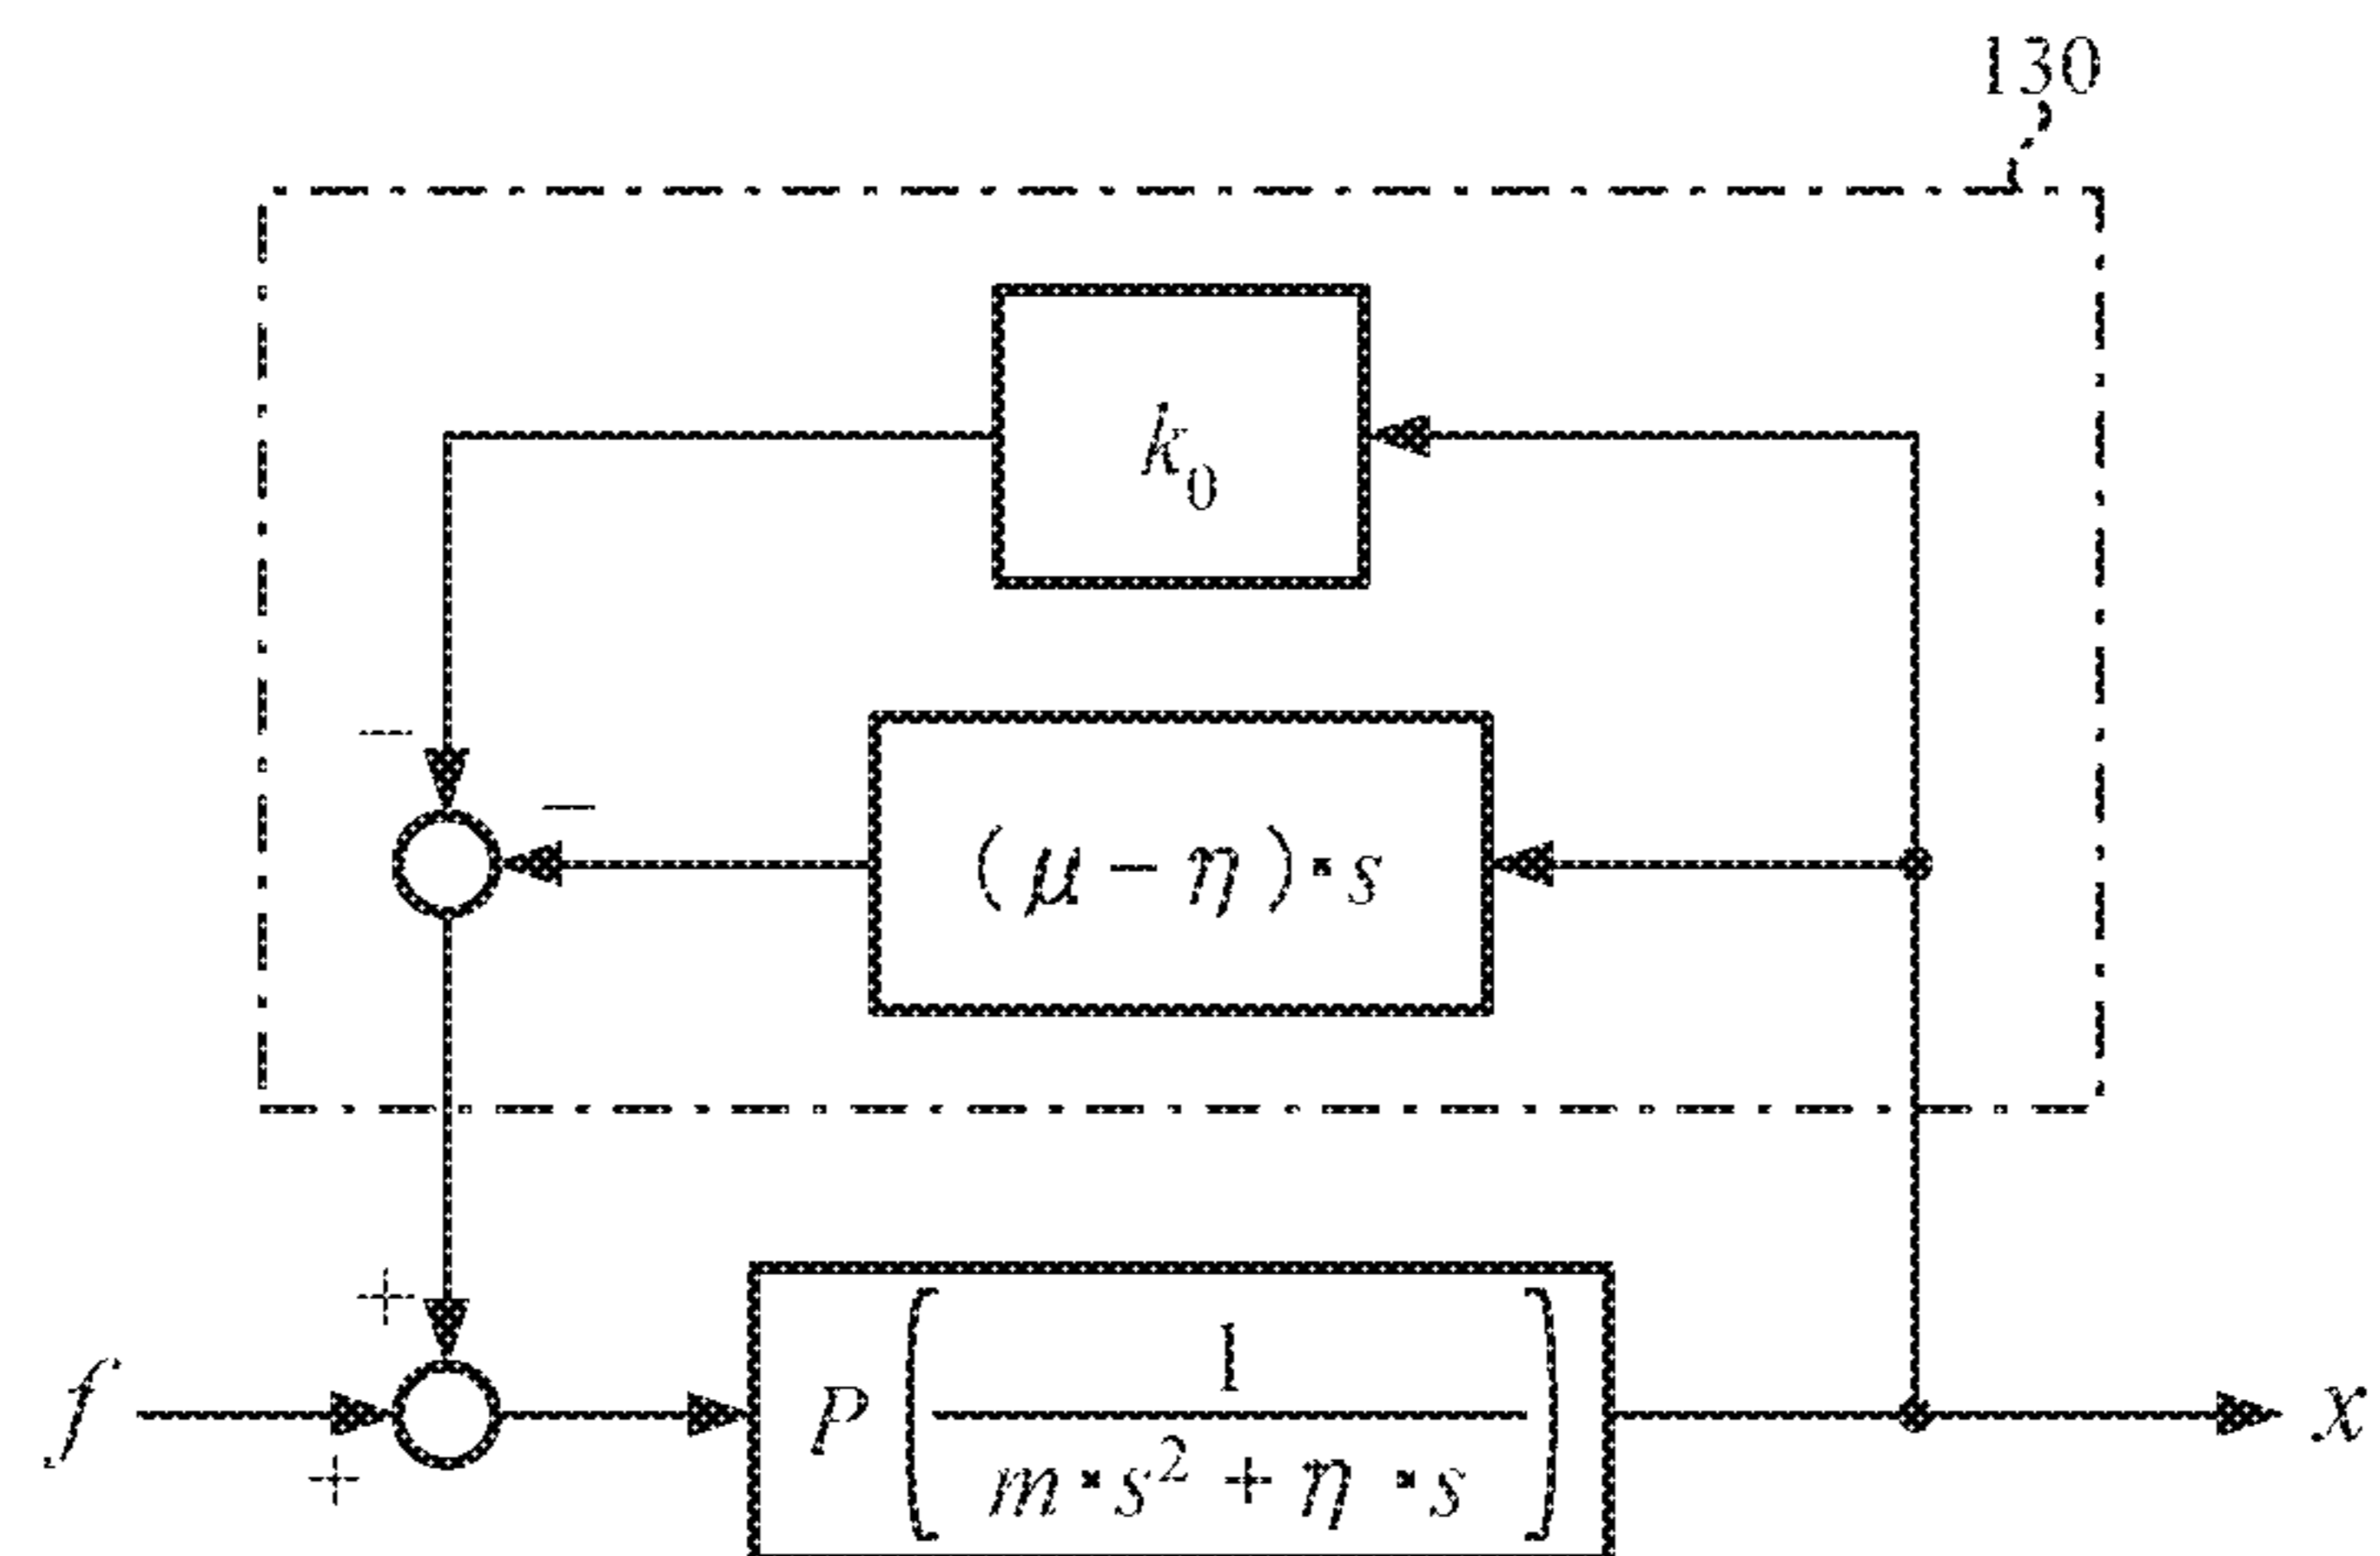 130
k₀
−
−
(μ − η)·s
+
f
+
P(1/(m·s² + η·s))
x